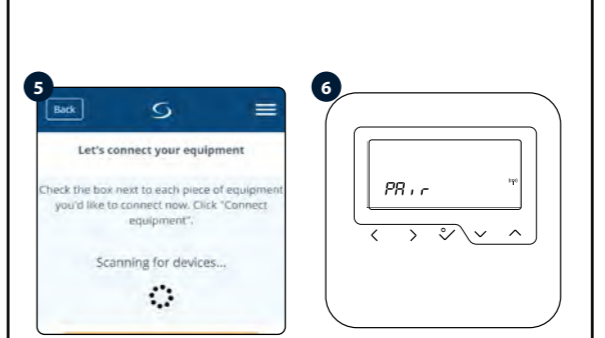 5
Back
Let's connect your equipment
Check the box next to each piece of equipment
you'd like to connect now. Click "Connect
equipment".
Scanning for devices...
6
PAir